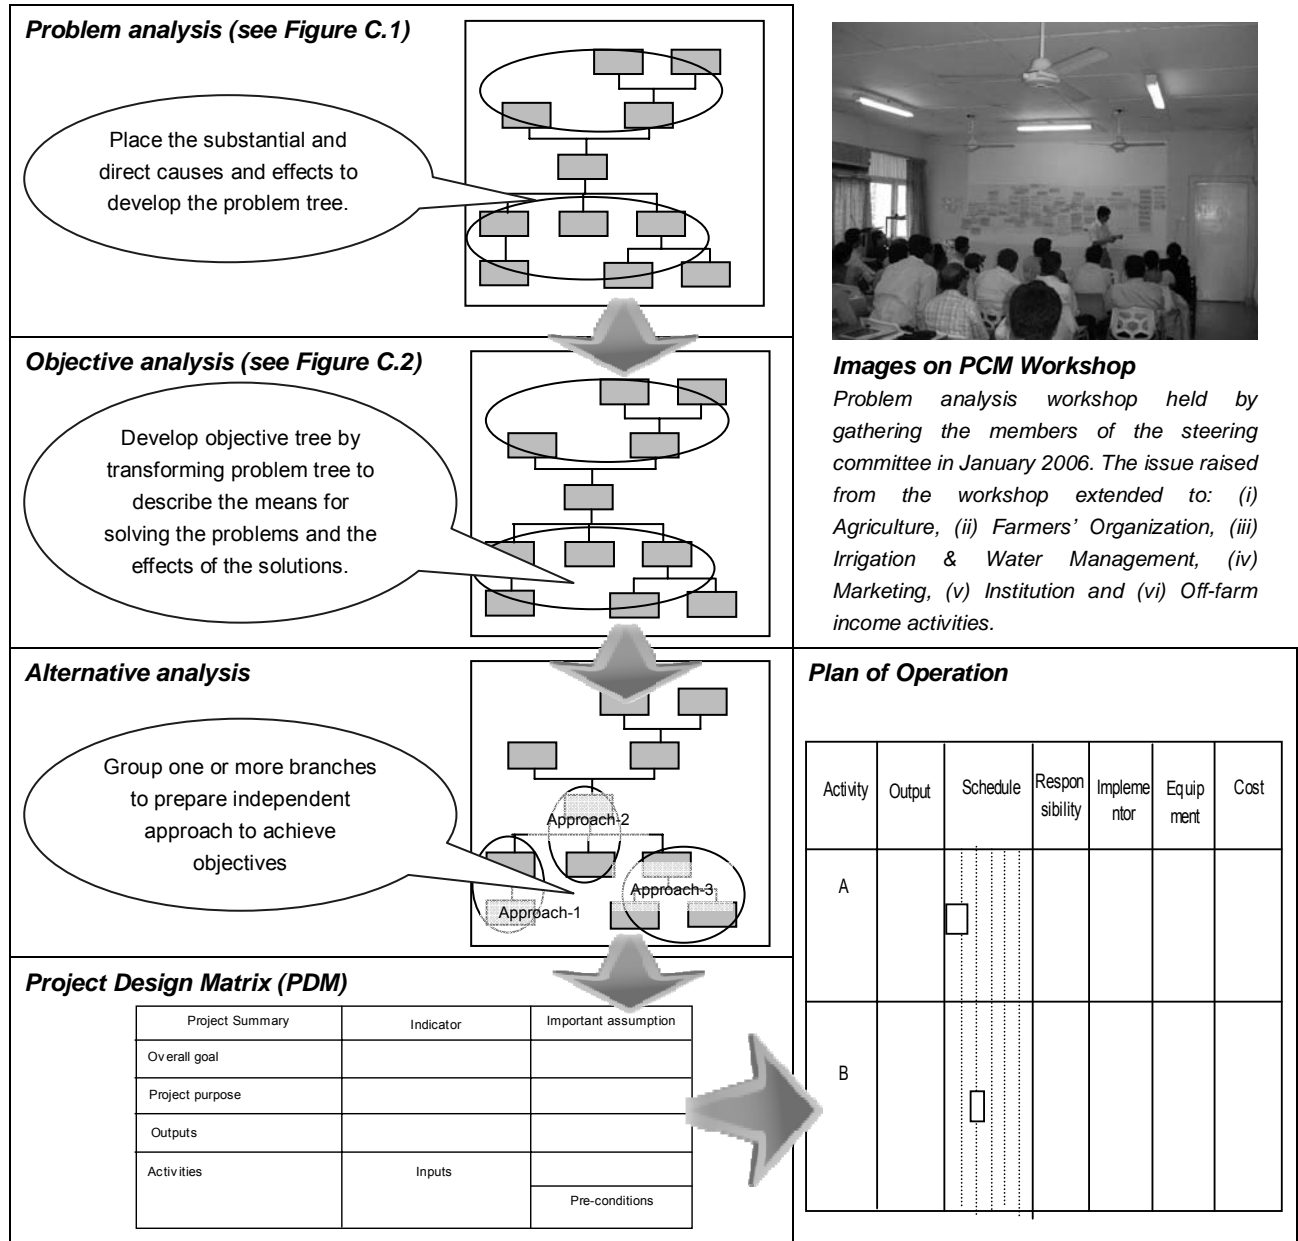 Problem analysis (see Figure C.1)
Place the substantial and
direct causes and effects to
develop the problem tree.
Objective analysis (see Figure C.2)
Develop objective tree by
transforming problem tree to
describe the means for
solving the problems and the
effects of the solutions.
Alternative analysis
Group one or more branches
to prepare independent
approach to achieve
objectives
Approach-2
Approach-3
Approach-1
Project Design Matrix (PDM)
Project Summary Indicator Important assumption
Overall goal
Project purpose
Outputs
Activities Inputs
Pre-conditions
Images on PCM Workshop
Problem analysis workshop held by
gathering the members of the steering
committee in January 2006. The issue raised
from the workshop extended to: (i)
Agriculture, (ii) Farmers' Organization, (iii)
Irrigation & Water Management, (iv)
Marketing, (v) Institution and (vi) Off-farm
income activities.
Plan of Operation
Activity Output Schedule Respon Impleme Equip Cost
sibility ntor ment
A
B